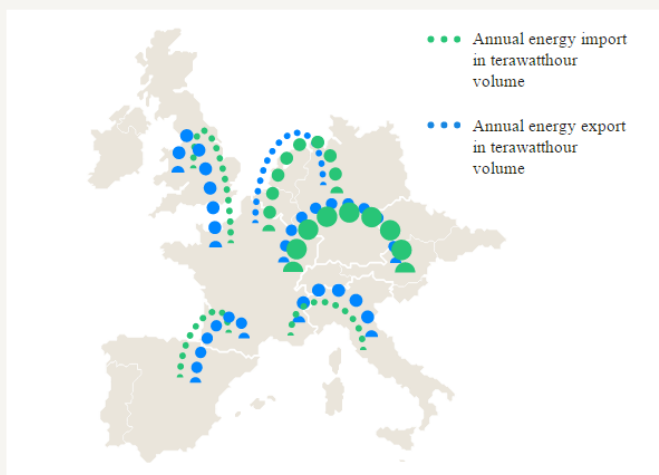 Annual energy import
in terawatthour
volume
Annual energy export
in terawatthour
volume